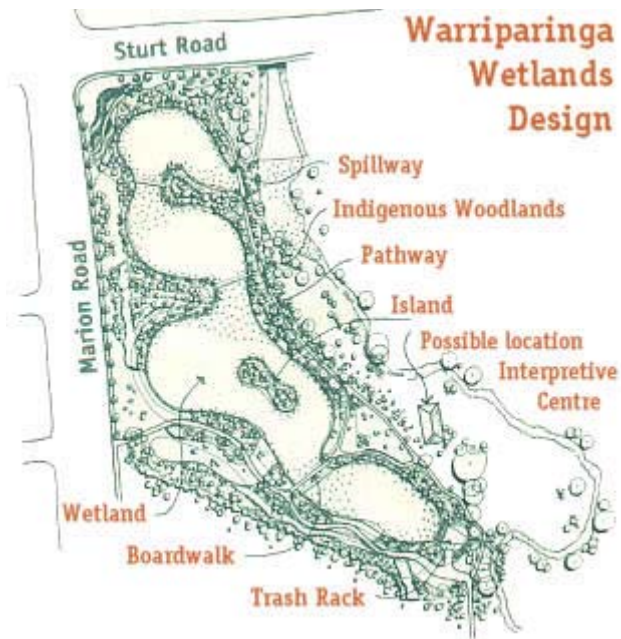 Warriparinga
Wetlands
Design
Sturt Road
Marion Road
Spillway
Indigenous Woodlands
Pathway
Island
Possible location
Interpretive
Centre
Wetland
Boardwalk
Trash Rack